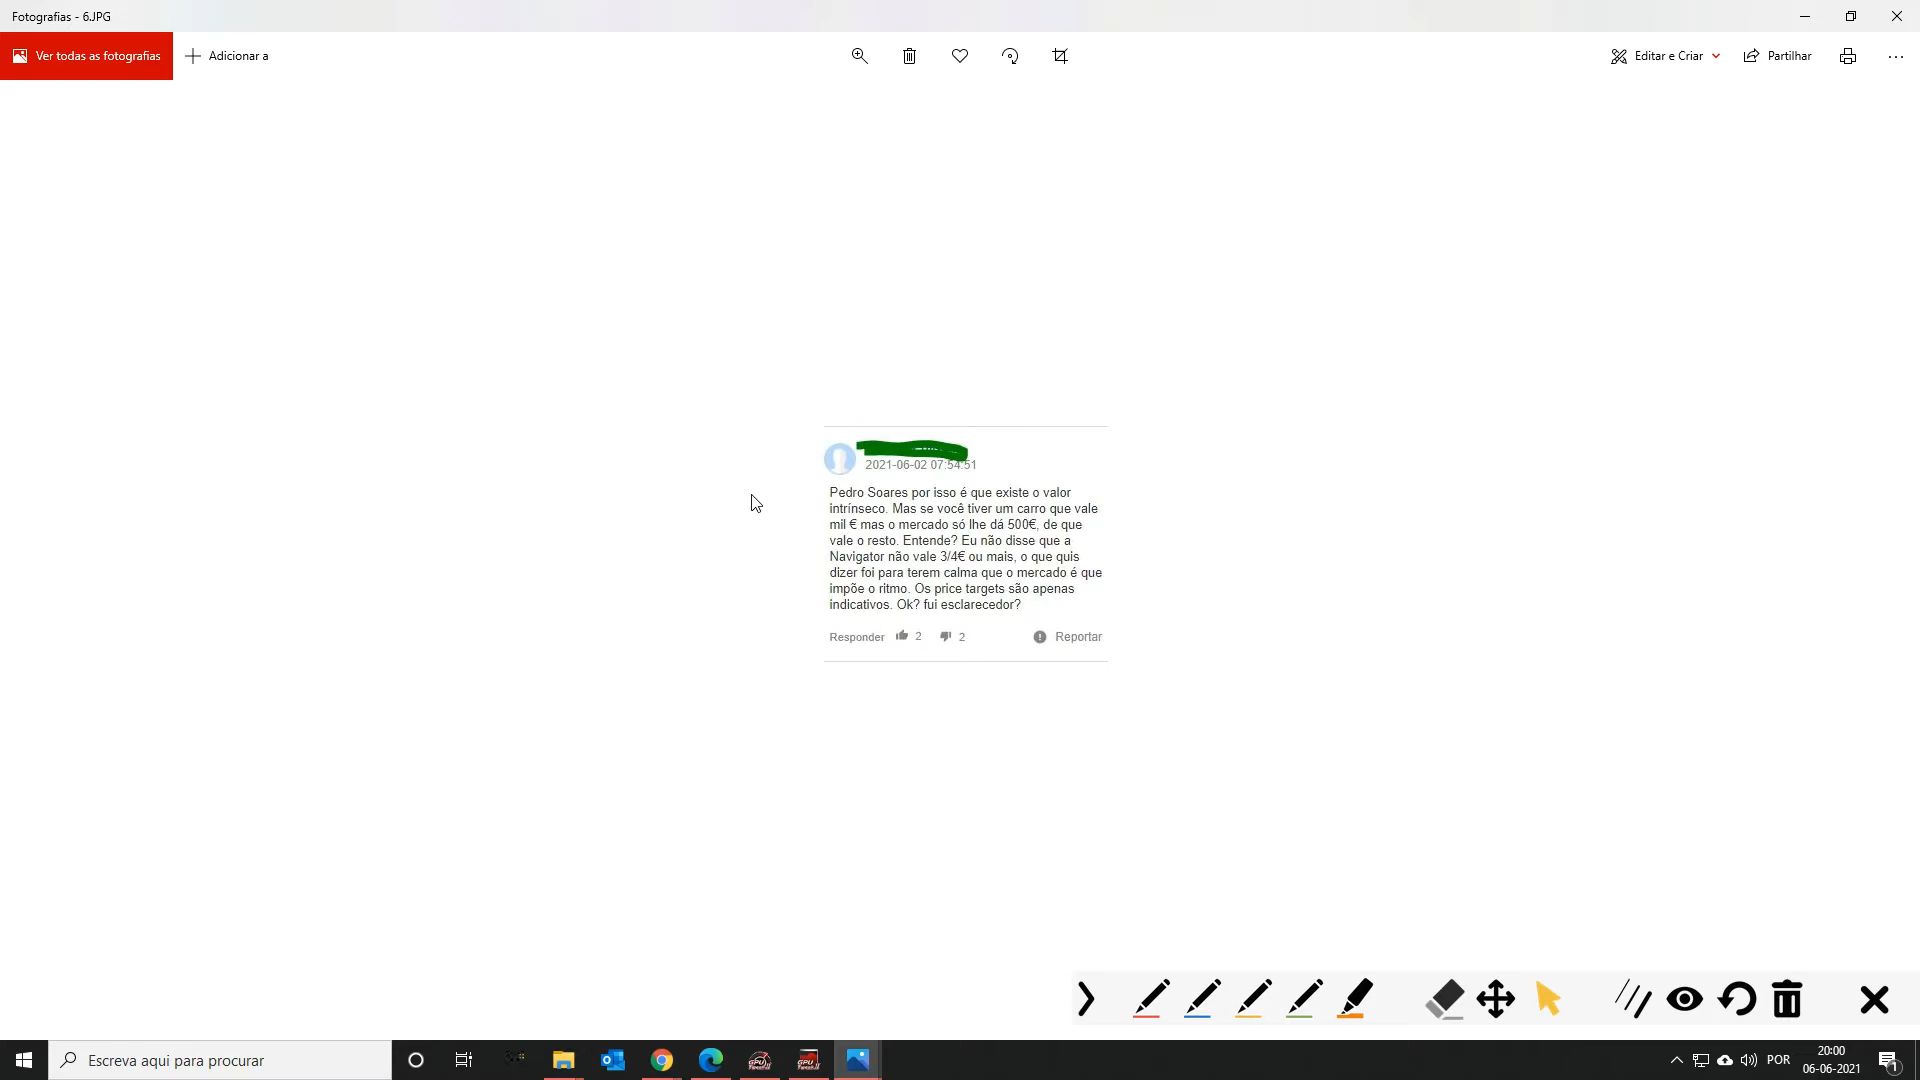 Fotografias - 6.JPG
Ver todas as fotografias
Adicionar a
Editar e Criar
Partilhar
2021-06-02 07:54:51
Pedro Soares por isso é que existe o valor
intrínseco. Mas se você tiver um carro que vale
mil € mas o mercado só lhe dá 500€, de que
vale o resto. Entende? Eu não disse que a
Navigator não vale 3/4€ ou mais, o que quis
dizer foi para terem calma que o mercado é que
impõe o ritmo. Os price targets são apenas
indicativos. Ok? fui esclarecedor?
Responder 2 2 Reportar
Escreva aqui para procurar
POR
20:00
06-06-2021
1